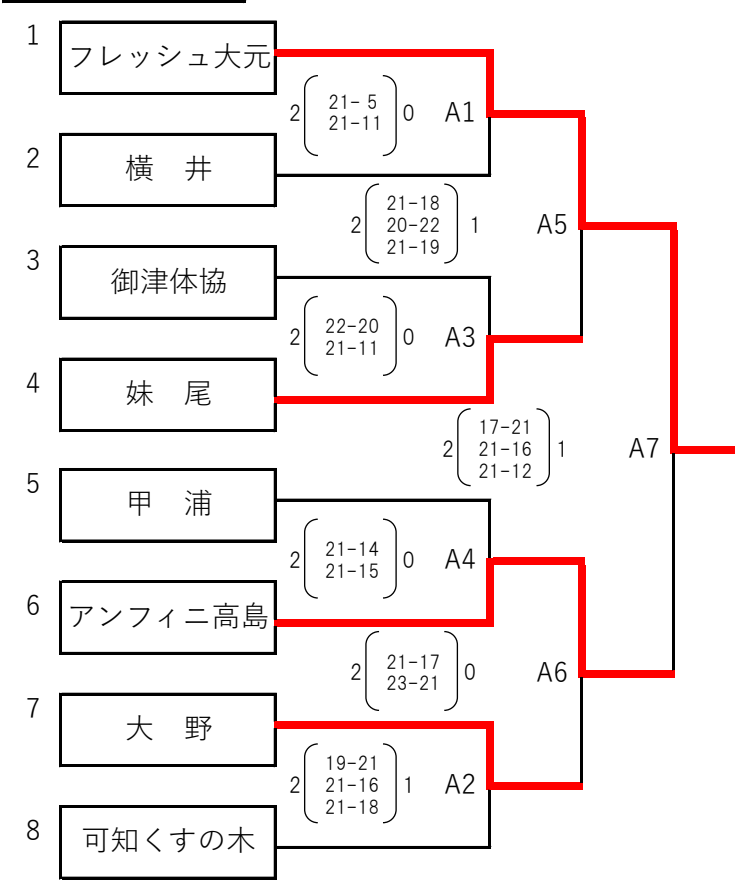 1
フレッシュ大元
2 21- 5 0 A1
21-11
2
横　井
21-18
2 20-22 1 A5
21-19
3
御津体協
2 22-20 0 A3
21-11
4
妹　尾
17-21
2 21-16 1 A7
21-12
5
甲　浦
2 21-14 0 A4
21-15
6
アンフィニ高島
2 21-17 0 A6
23-21
7
大　野
19-21
2 21-16 1 A2
21-18
8
可知くすの木